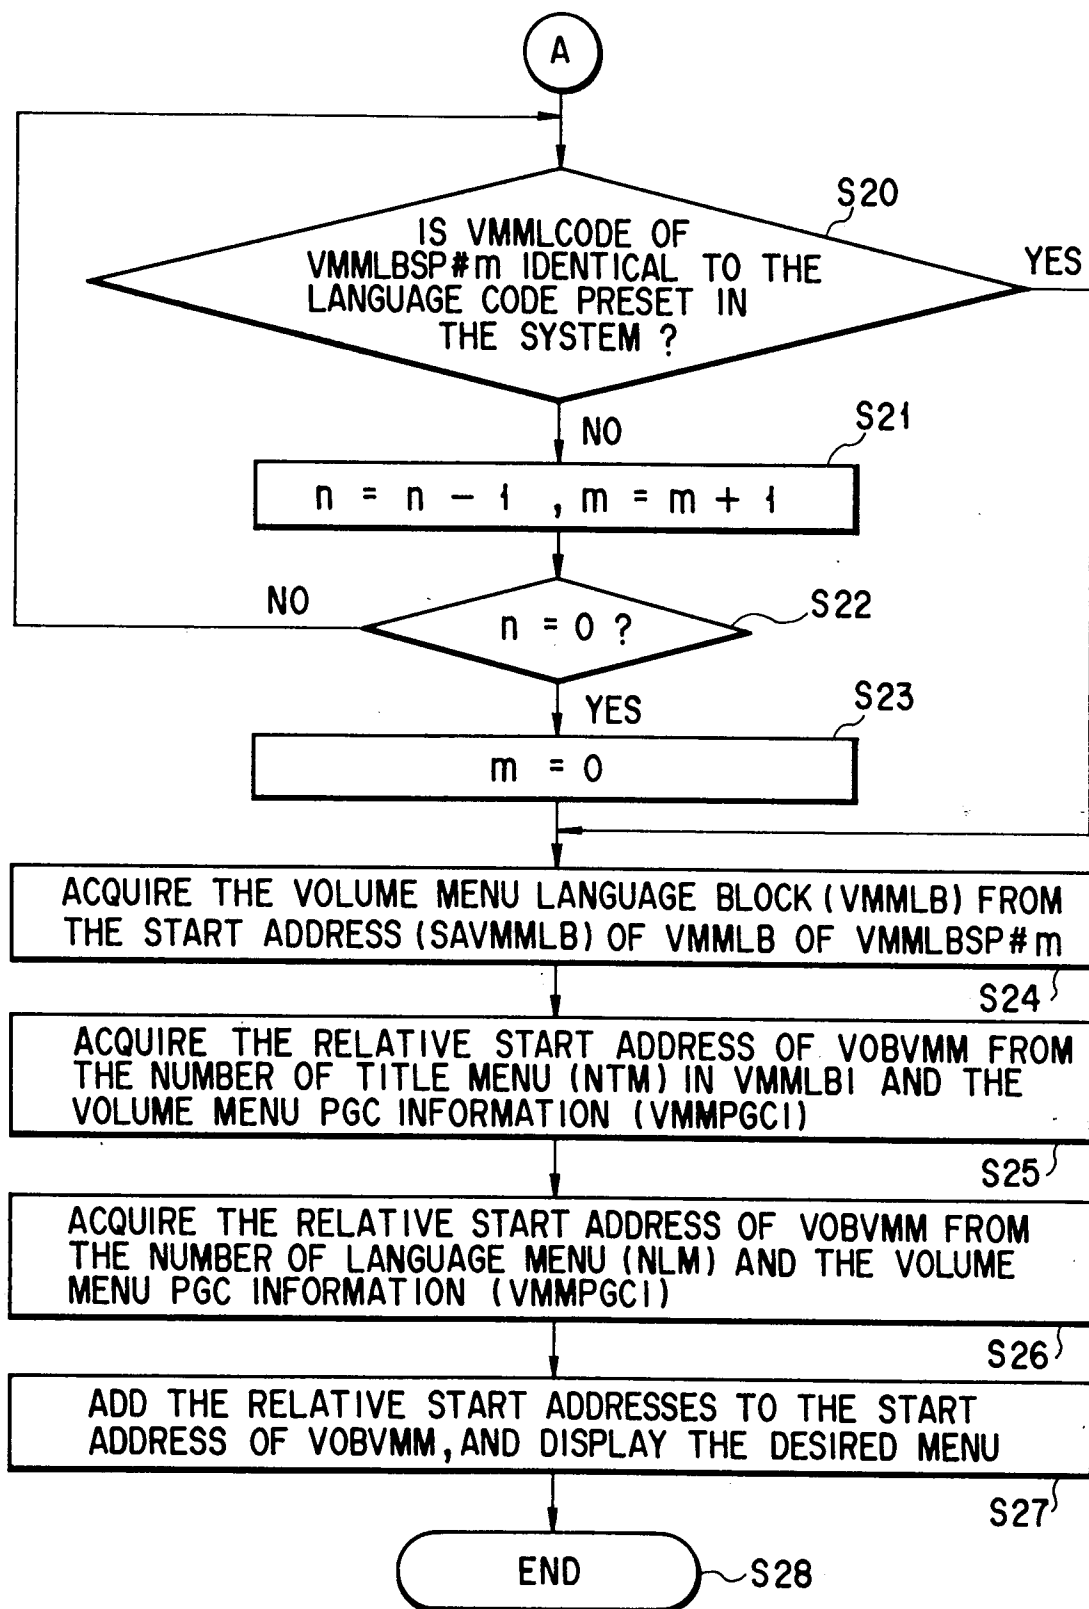 A
S20
IS VMMLCODE OF
VMMLBSP#m IDENTICAL TO THE
LANGUAGE CODE PRESET IN
THE SYSTEM ?
YES
NO
S21
n = n - 1 , m = m + 1
NO
S22
n = 0 ?
YES
S23
m = 0
ACQUIRE THE VOLUME MENU LANGUAGE BLOCK (VMMLB) FROM
THE START ADDRESS (SAVMMLB) OF VMMLB OF VMMLBSP#m
S24
ACQUIRE THE RELATIVE START ADDRESS OF VOBVMM FROM
THE NUMBER OF TITLE MENU (NTM) IN VMMLBI AND THE
VOLUME MENU PGC INFORMATION (VMMPGCI)
S25
ACQUIRE THE RELATIVE START ADDRESS OF VOBVMM FROM
THE NUMBER OF LANGUAGE MENU (NLM) AND THE VOLUME
MENU PGC INFORMATION (VMMPGCI)
S26
ADD THE RELATIVE START ADDRESSES TO THE START
ADDRESS OF VOBVMM, AND DISPLAY THE DESIRED MENU
S27
END
S28